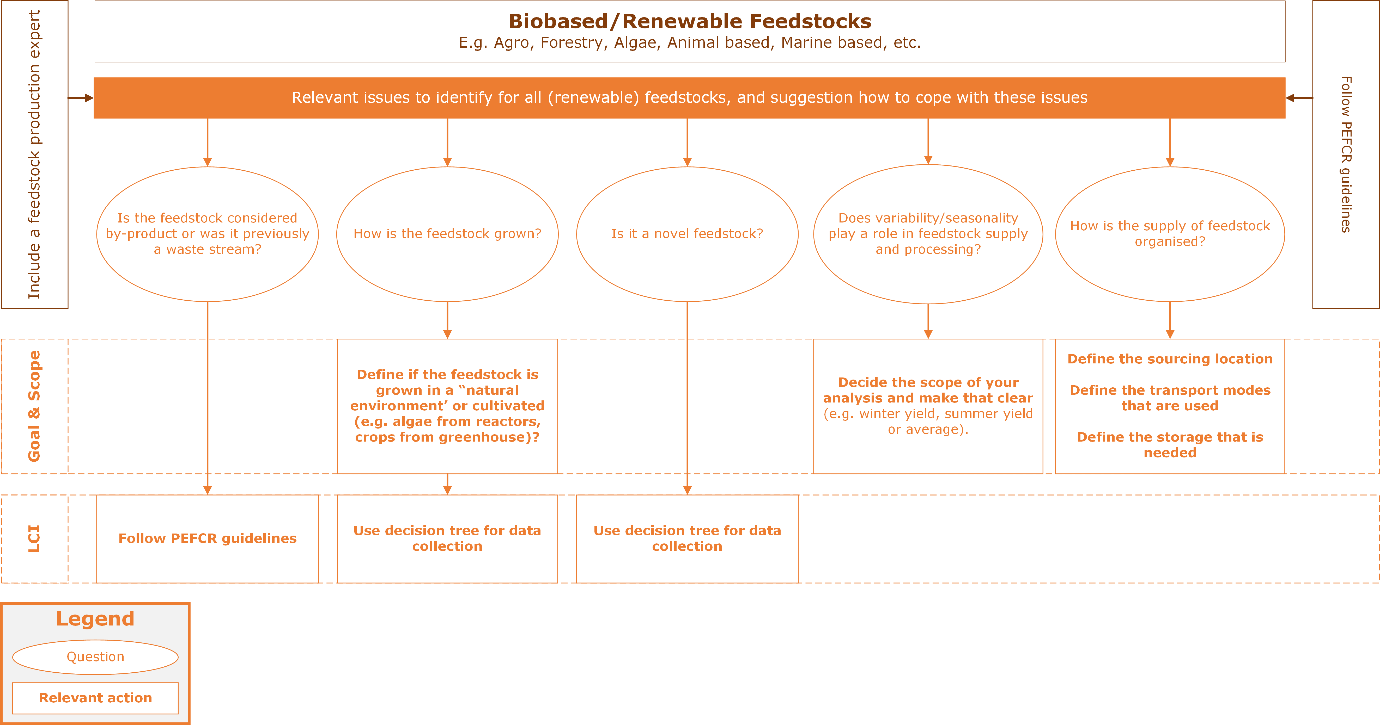 Biobased/Renewable Feedstocks
E.g. Agro, Forestry, Algae, Animal based, Marine based, etc.
Include a feedstock production expert
Relevant issues to identify for all (renewable) feedstocks, and suggestion how to cope with these issues
Follow PEFCR guidelines
Is the feedstock considered
by-product or was it previously
a waste stream?
How is the feedstock grown?
Is it a novel feedstock?
Does variability/seasonality
play a role in feedstock supply
and processing?
How is the supply of feedstock
organised?
Goal & Scope
Define if the feedstock is
grown in a “natural
environment’ or cultivated
(e.g. algae from reactors,
crops from greenhouse)?
Decide the scope of your
analysis and make that clear
(e.g. winter yield, summer yield
or average).
Define the sourcing location
Define the transport modes
that are used
Define the storage that is
needed
LCI
Follow PEFCR guidelines
Use decision tree for data
collection
Use decision tree for data
collection
Legend
Question
Relevant action